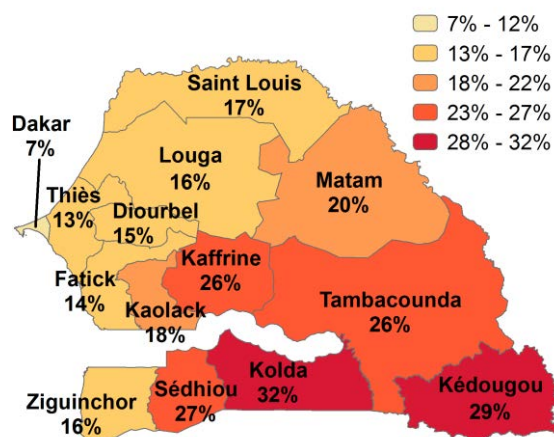 7% - 12%
13% - 17%
18% - 22%
23% - 27%
28% - 32%
Saint Louis
17%
Dakar
7%
Louga
16%
Matam
20%
Thiès
13%
Diourbel
15%
Kaffrine
26%
Fatick
14%
Kaolack
18%
Tambacounda
26%
Kolda
32%
Sédhiou
27%
Kédougou
29%
Ziguinchor
16%